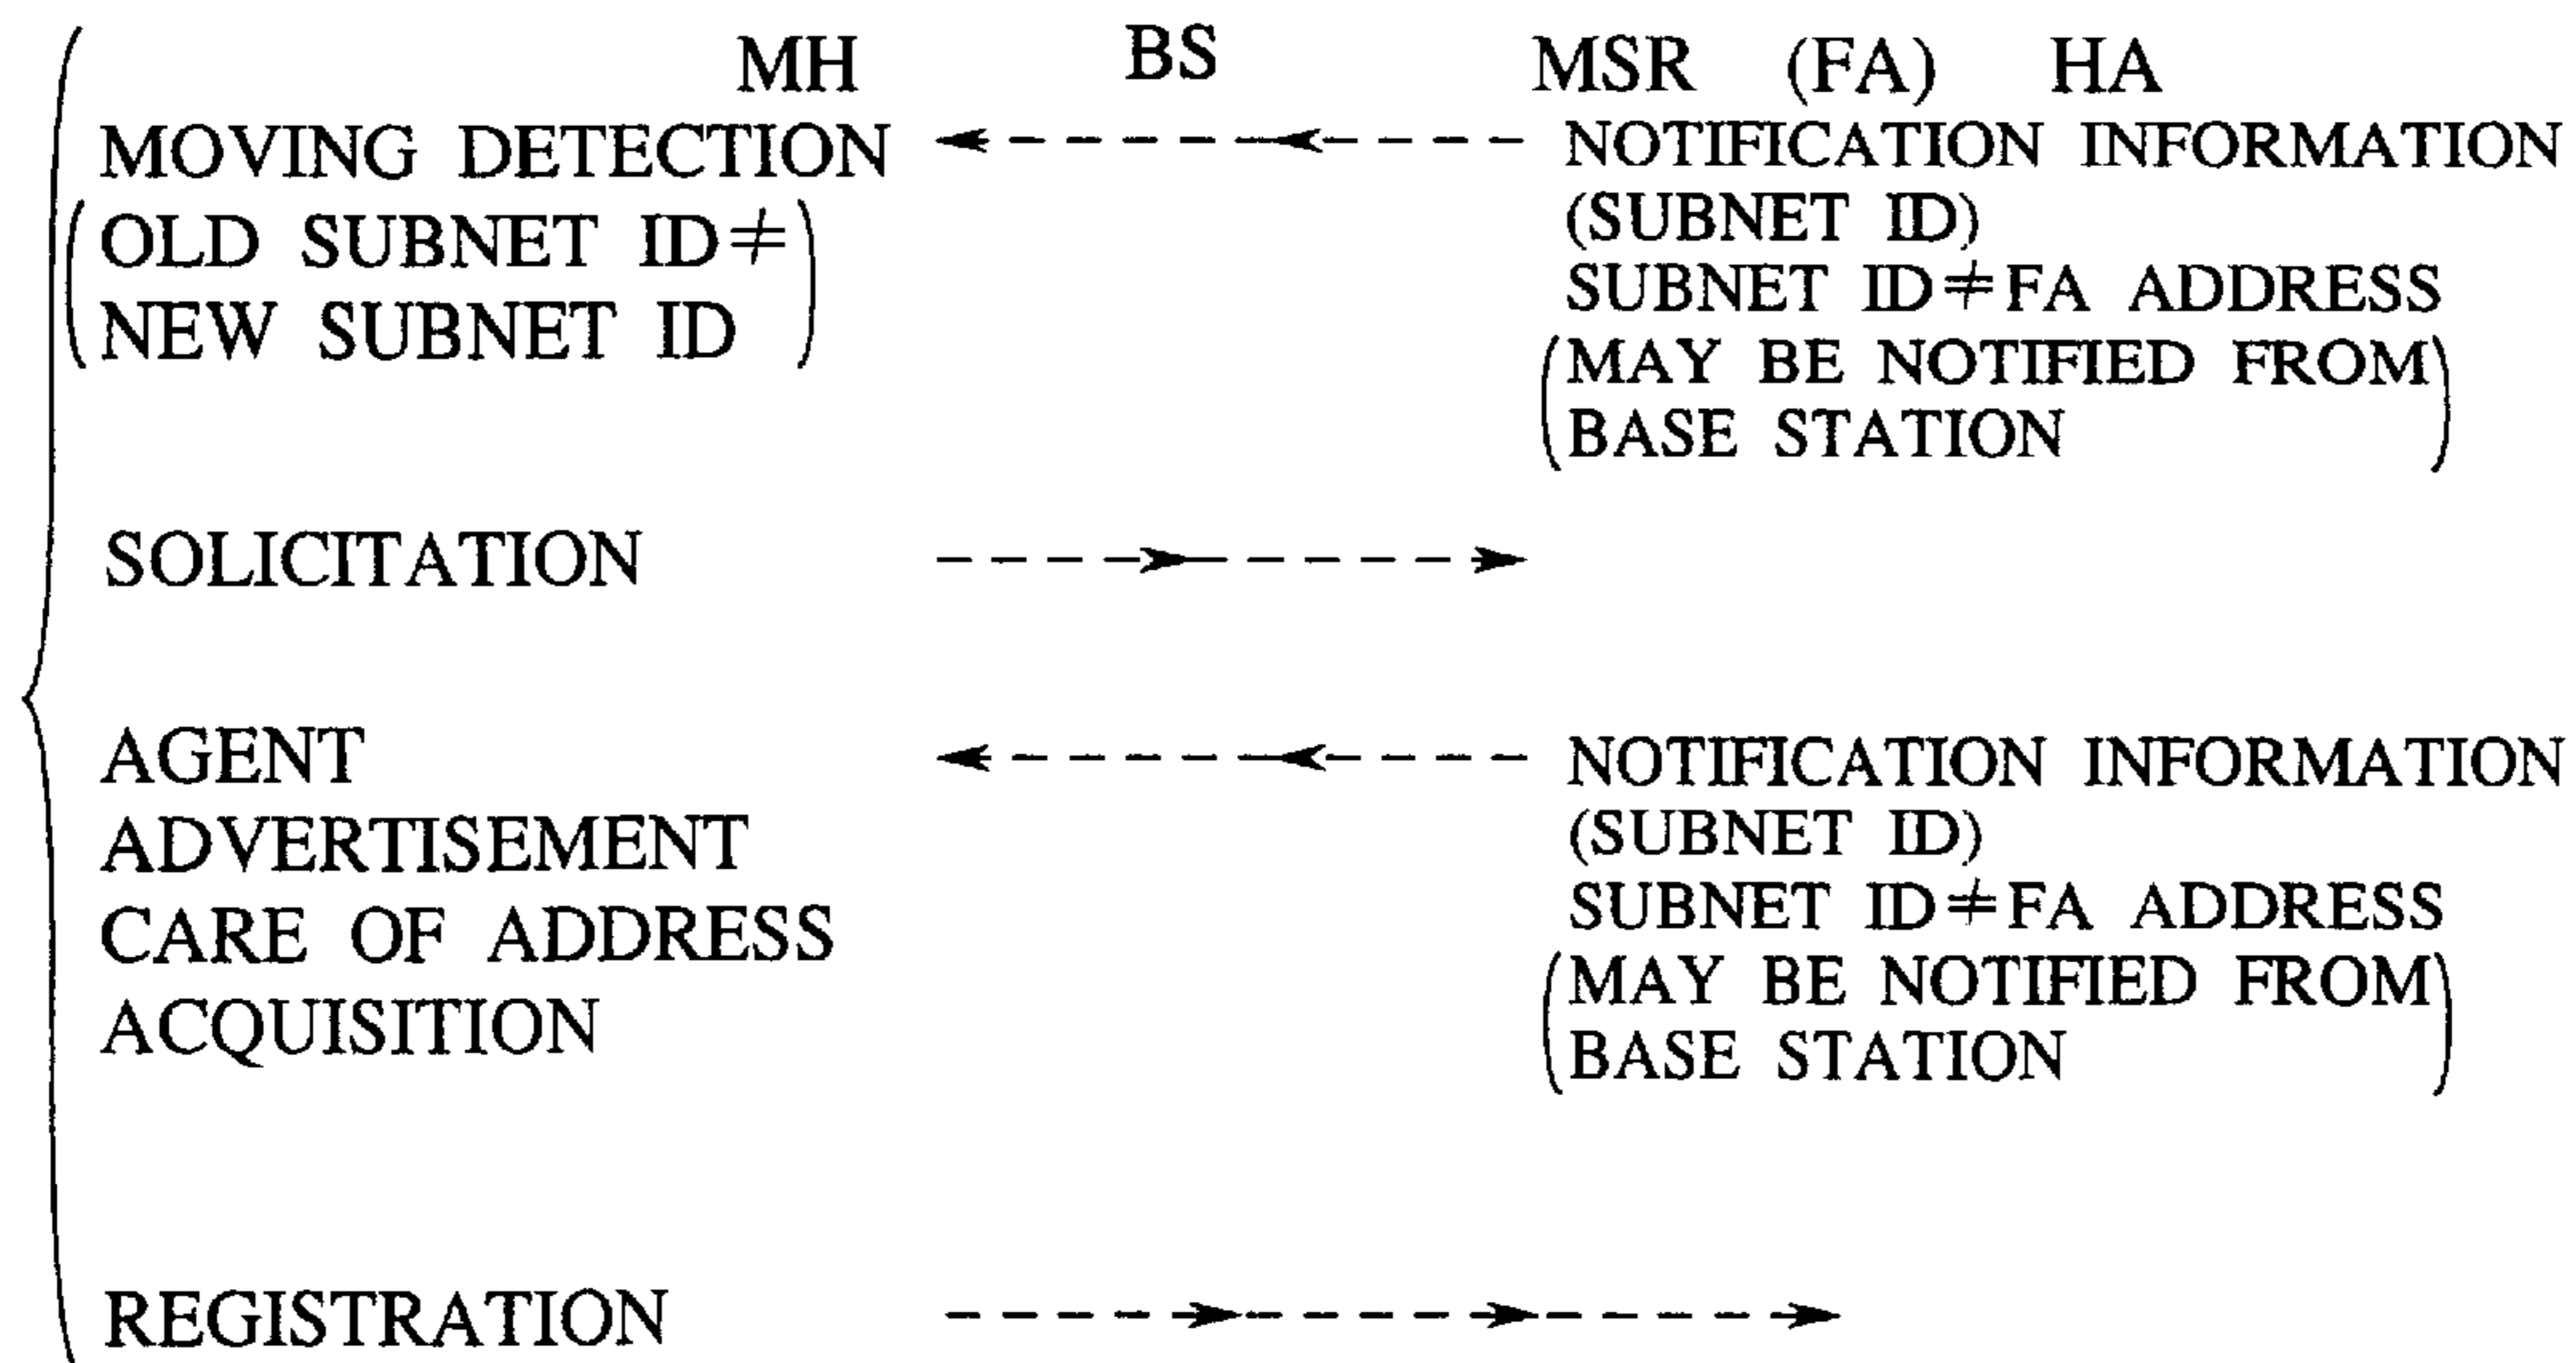 MH BS MSR (FA) HA
MOVING DETECTION NOTIFICATION INFORMATION
(OLD SUBNET ID≠ (SUBNET ID)
NEW SUBNET ID) SUBNET ID≠FA ADDRESS
(MAY BE NOTIFIED FROM
BASE STATION)
SOLICITATION
AGENT NOTIFICATION INFORMATION
ADVERTISEMENT (SUBNET ID)
CARE OF ADDRESS SUBNET ID≠FA ADDRESS
ACQUISITION (MAY BE NOTIFIED FROM
BASE STATION)
REGISTRATION